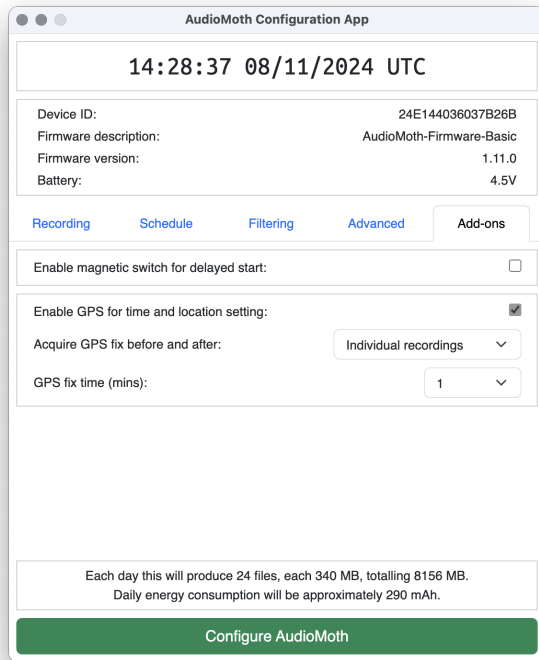 AudioMoth Configuration App
14:28:37 08/11/2024 UTC
Device ID: 24E144036037B26B
Firmware description: AudioMoth-Firmware-Basic
Firmware version: 1.11.0
Battery: 4.5V
Recording Schedule Filtering Advanced Add-ons
Enable magnetic switch for delayed start:
Enable GPS for time and location setting:
Acquire GPS fix before and after: Individual recordings
GPS fix time (mins): 1
Each day this will produce 24 files, each 340 MB, totalling 8156 MB.
Daily energy consumption will be approximately 290 mAh.
Configure AudioMoth